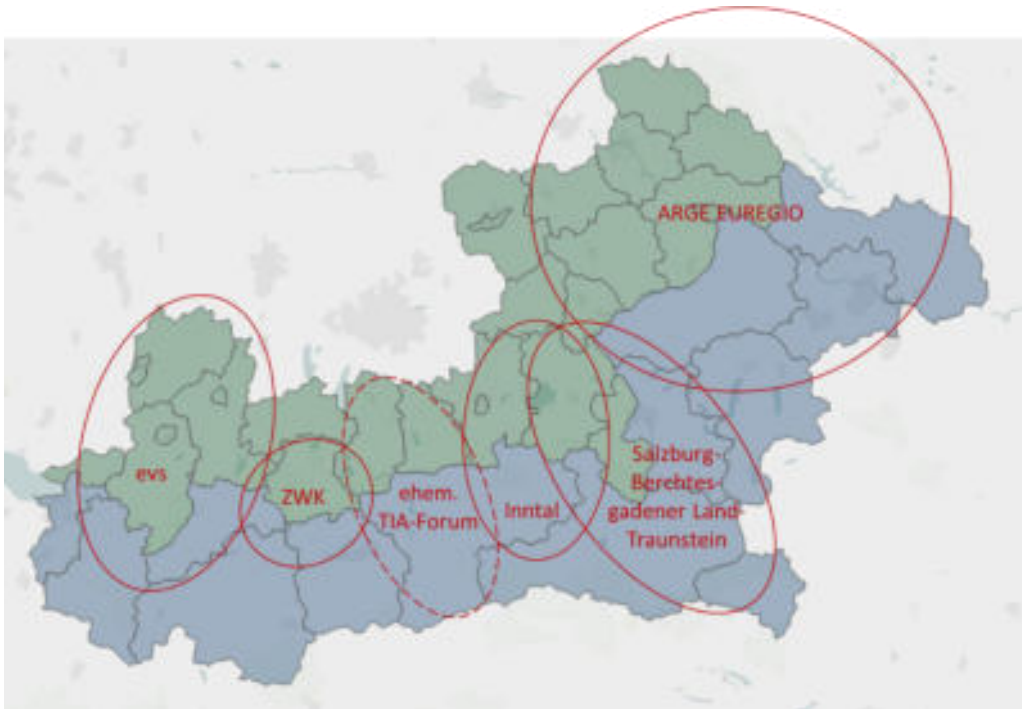 ARGE EUREGIO
evs
ZWK
ehem.
TIA-Forum
Inntal
Salzburg-
Berchtes-
gadener Land-
Traunstein